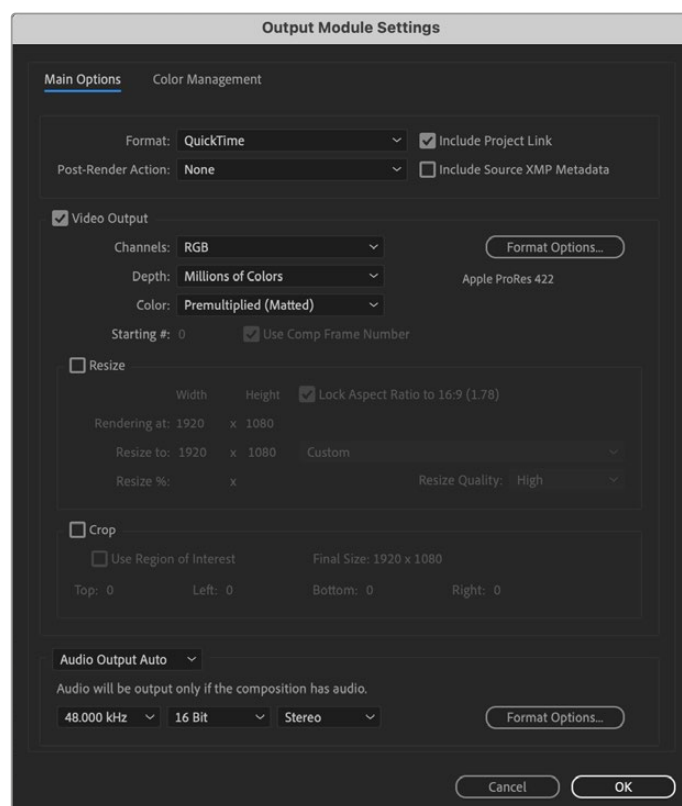 Output Module Settings
Main Options Color Management
Format: QuickTime Include Project Link
Post-Render Action: None Include Source XMP Metadata
Video Output
Channels: RGB Format Options...
Depth: Millions of Colors Apple ProRes 422
Color: Premultiplied (Matted)
Starting #: 0 Use Comp Frame Number
Resize
Width Height Lock Aspect Ratio to 16:9 (1.78)
Rendering at: 1920 x 1080
Resize to: 1920 x 1080 Custom
Resize %: x Resize Quality: High
Crop
Use Region of Interest Final Size: 1920 x 1080
Top: 0 Left: 0 Bottom: 0 Right: 0
Audio Output Auto
Audio will be output only if the composition has audio.
48.000 kHz 16 Bit Stereo Format Options...
Cancel OK